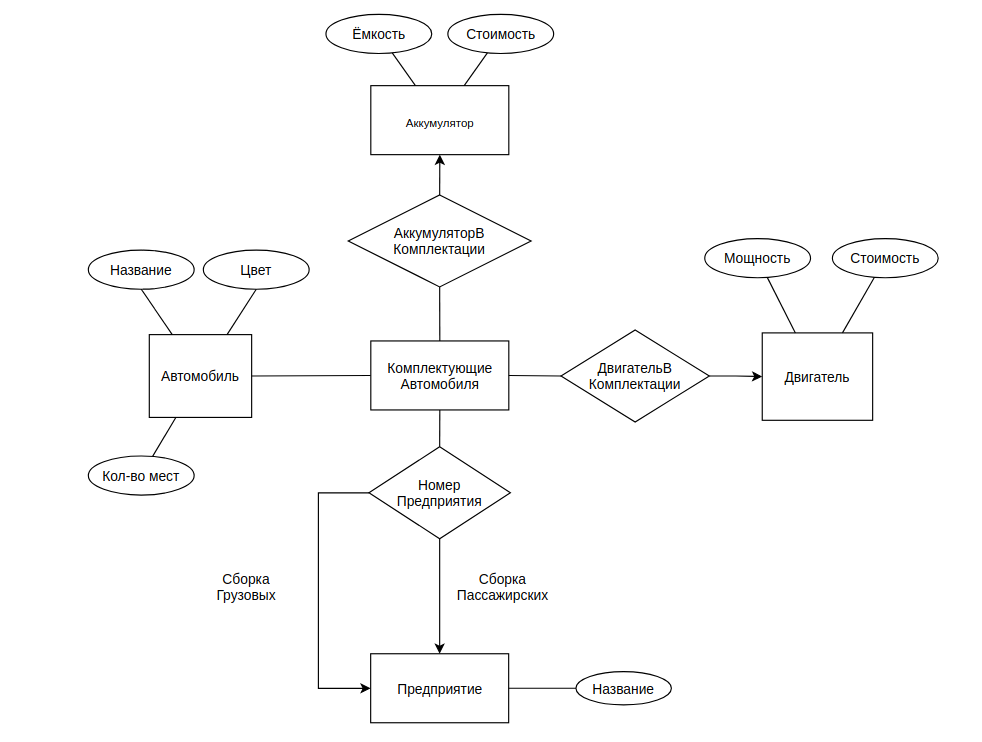 Ёмкость
Стоимость
Аккумулятор
АккумуляторВ
Комплектации
Название
Цвет
Мощность
Стоимость
Автомобиль
Комплектующие
Автомобиля
ДвигательВ
Комплектации
Двигатель
Кол-во мест
Номер
Предприятия
Сборка
Грузовых
Сборка
Пассажирских
Предприятие
Название